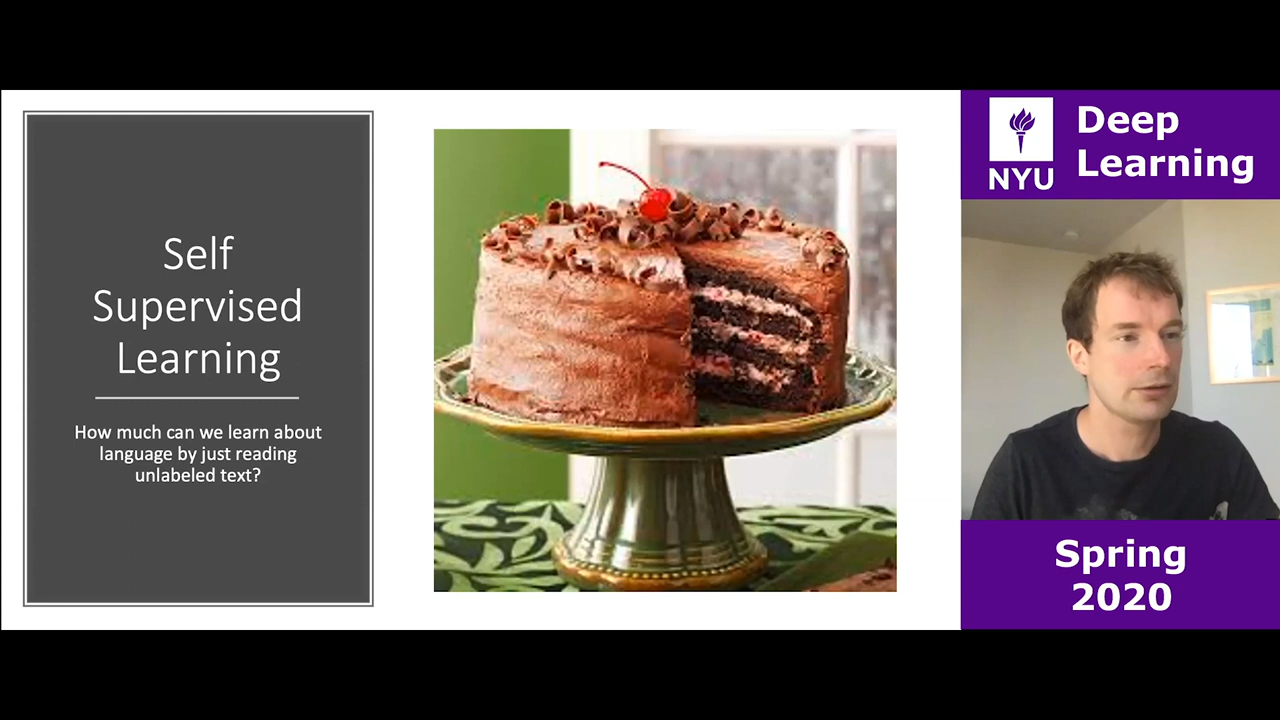 Self
Supervised
Learning
How much can we learn about
language by just reading
unlabeled text?
NYU
Deep
Learning
Spring
2020